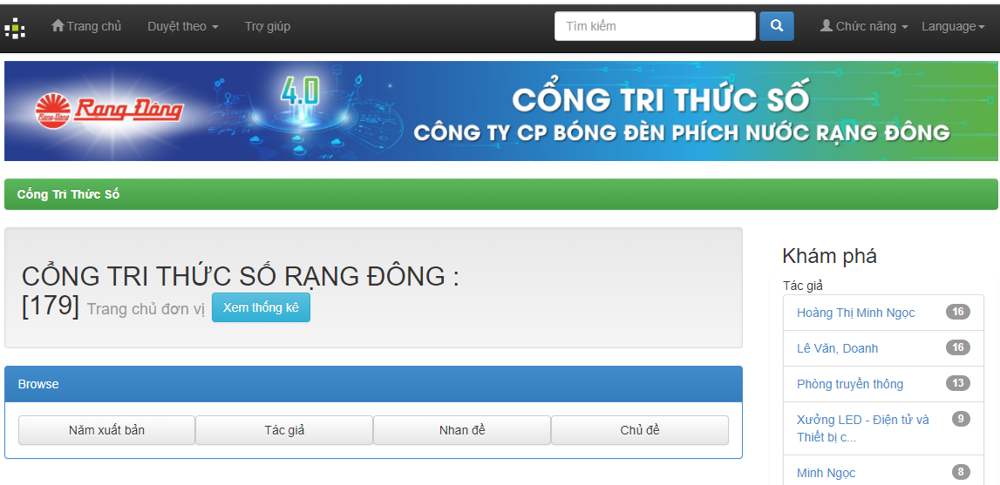 Trang chủ
Duyệt theo
Trợ giúp
Tìm kiếm
Chức năng
Language
Rạng Đông
Rạng Đông
4.0
CỔNG TRI THỨC SỐ
CÔNG TY CP BÓNG ĐÈN PHÍCH NƯỚC RẠNG ĐÔNG
Cổng Tri Thức Số
CỔNG TRI THỨC SỐ RẠNG ĐÔNG :
[179] Trang chủ đơn vị Xem thống kê
Browse
Năm xuất bản
Tác giả
Nhan đề
Chủ đề
Khám phá
Tác giả
Hoàng Thị Minh Ngọc 16
Lê Văn, Doanh 16
Phòng truyền thông 13
Xưởng LED - Điện tử và 9
Thiết bị c...
Minh Ngọc 8